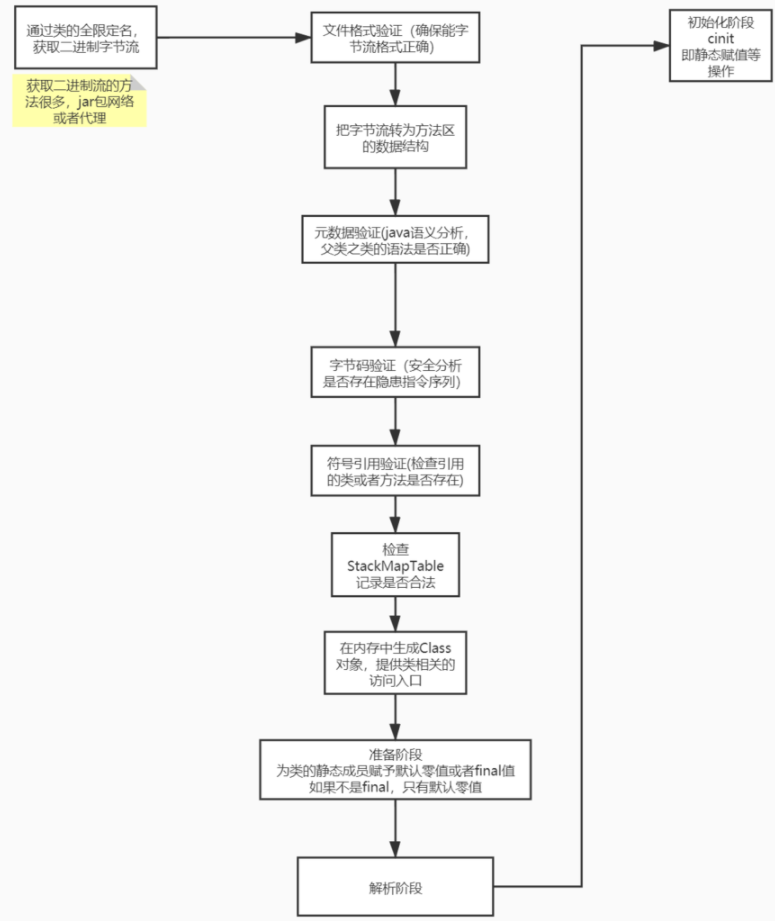 通过类的全限定名，
获取二进制字节流
获取二进制流的方
法很多，jar包网络
或者代理
文件格式验证（确保能字
节流格式正确）
把字节流转为方法区
的数据结构
元数据验证(java语义分析，
父类之类的语法是否正确)
字节码验证（安全分析
是否存在隐患指令序列）
符号引用验证(检查引用
的类或者方法是否存在)
检查
StackMapTable
记录是否合法
在内存中生成Class
对象，提供类相关的
访问入口
准备阶段
为类的静态成员赋予默认零值或者final值
如果不是final，只有默认零值
解析阶段
初始化阶段
cinit
即静态赋值等
操作